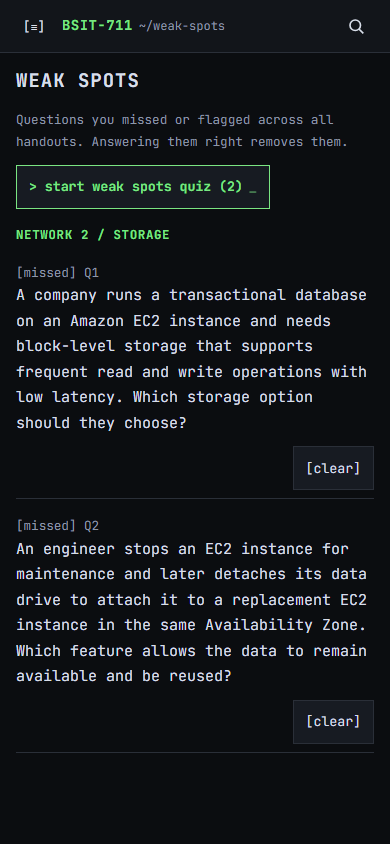 [≡] BSIT-711 ~/weak-spots
WEAK SPOTS
Questions you missed or flagged across all
handouts. Answering them right removes them.
> start weak spots quiz (2) _
NETWORK 2 / STORAGE
[missed] Q1
A company runs a transactional database
on an Amazon EC2 instance and needs
block-level storage that supports
frequent read and write operations with
low latency. Which storage option
should they choose?
[clear]
[missed] Q2
An engineer stops an EC2 instance for
maintenance and later detaches its data
drive to attach it to a replacement EC2
instance in the same Availability Zone.
Which feature allows the data to remain
available and be reused?
[clear]